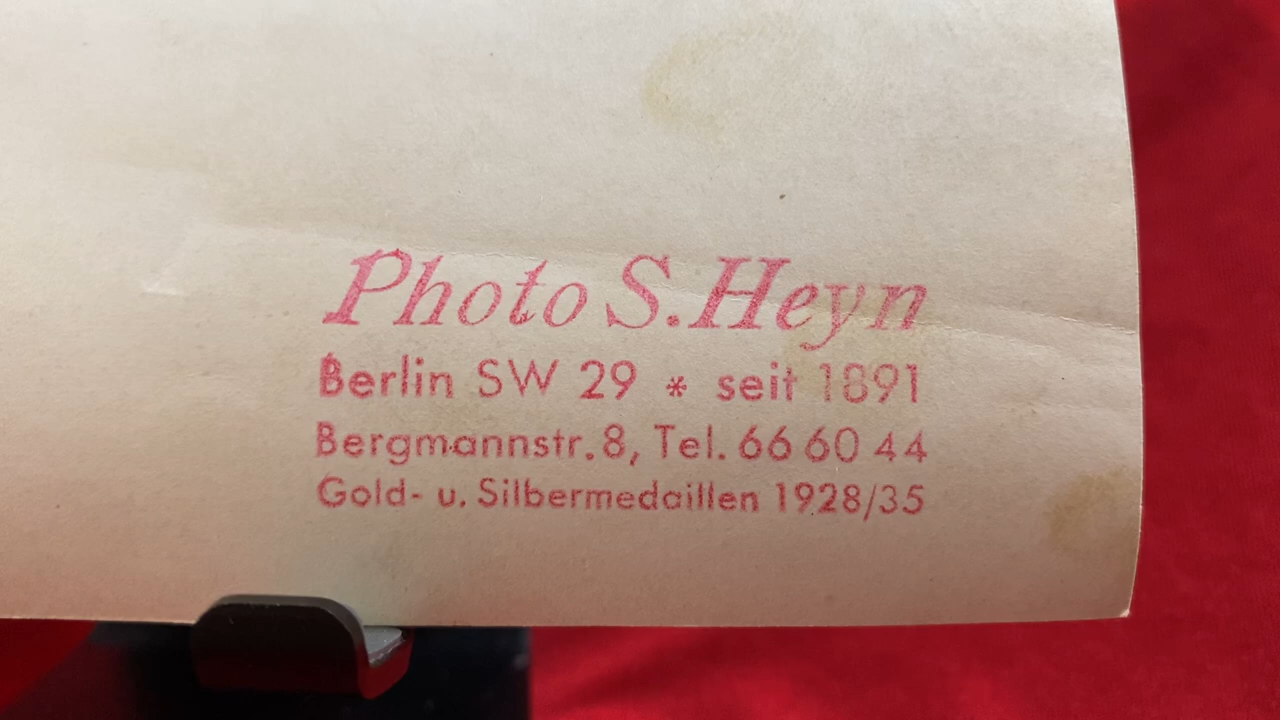 Photo S. Heyn
Berlin SW 29 * seit 1891
Bergmannstr. 8, Tel. 66 60 44
Gold- u. Silbermedaillen 1928/35